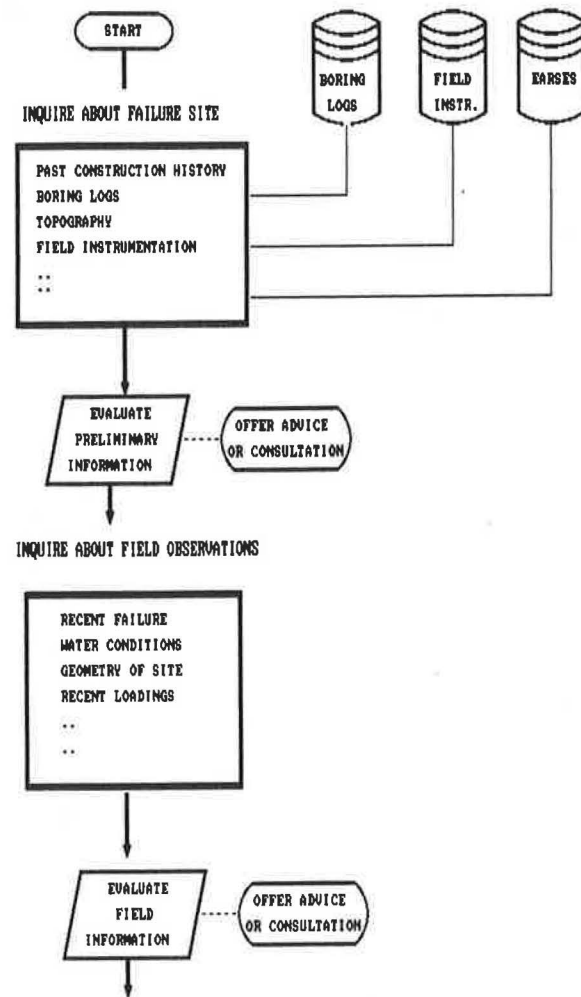 START
BORING
LOGS
FIELD
INSTR.
EARSES
INQUIRE ABOUT FAILURE SITE
PAST CONSTRUCTION HISTORY
BORING LOGS
TOPOGRAPHY
FIELD INSTRUMENTATION
..
..
EVALUATE
PRELIMINARY
INFORMATION
OFFER ADVICE
OR CONSULTATION
INQUIRE ABOUT FIELD OBSERVATIONS
RECENT FAILURE
WATER CONDITIONS
GEOMETRY OF SITE
RECENT LOADINGS
..
..
EVALUATE
FIELD
INFORMATION
OFFER ADVICE
OR CONSULTATION